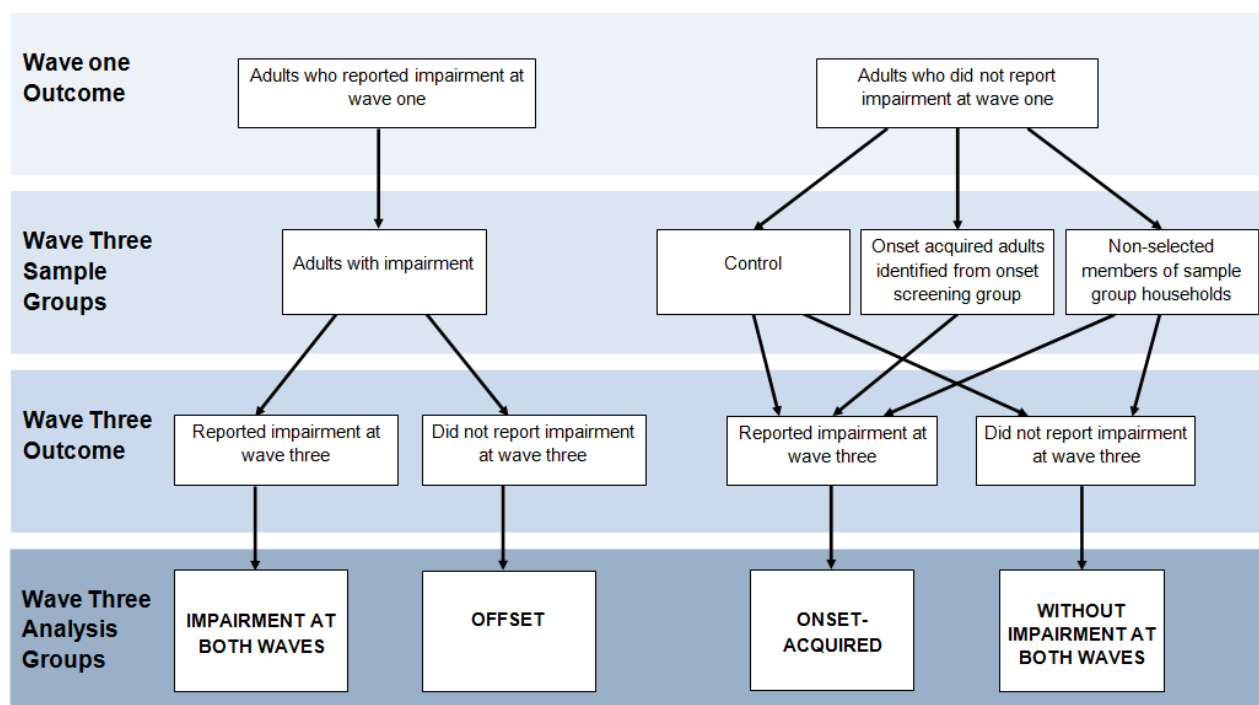 Wave one
Outcome
Adults who reported impairment at
wave one
Adults who did not report
impairment at wave one
Wave Three
Sample
Groups
Adults with impairment
Control
Onset acquired adults
identified from onset
screening group
Non-selected
members of sample
group households
Wave Three
Outcome
Reported impairment at
wave three
Did not report impairment
at wave three
Reported impairment at
wave three
Did not report impairment
at wave three
Wave Three
Analysis
Groups
IMPAIRMENT AT
BOTH WAVES
OFFSET
ONSET-
ACQUIRED
WITHOUT
IMPAIRMENT AT
BOTH WAVES